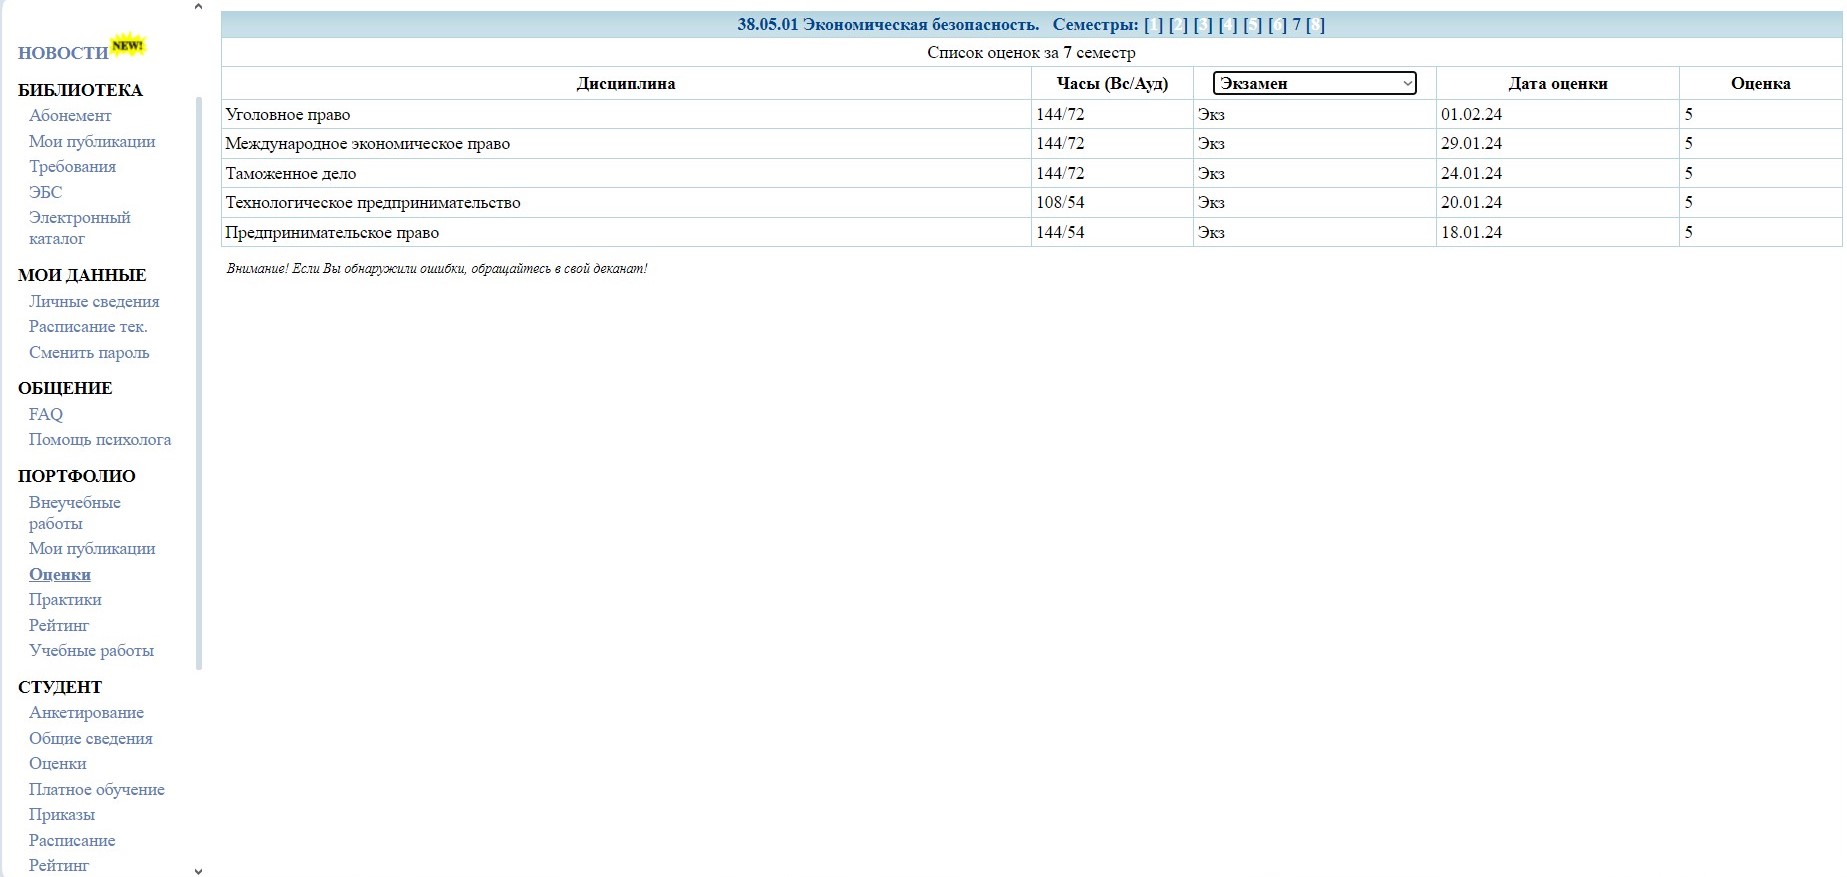 НОВОСТИ NEW!
БИБЛИОТЕКА
Абонемент
Мои публикации
Требования
ЭБС
Электронный
каталог
МОИ ДАННЫЕ
Личные сведения
Расписание тек.
Сменить пароль
ОБЩЕНИЕ
FAQ
Помощь психолога
ПОРТФОЛИО
Внеучебные
работы
Мои публикации
Оценки
Практики
Рейтинг
Учебные работы
СТУДЕНТ
Анкетирование
Общие сведения
Оценки
Платное обучение
Приказы
Расписание
Рейтинг
38.05.01 Экономическая безопасность. Семестры: [1] [2] [3] [4] [5] [6] 7 [8]
Список оценок за 7 семестр
Дисциплина Часы (Вс/Ауд) Экзамен Дата оценки Оценка
Уголовное право 144/72 Экз 01.02.24 5
Международное экономическое право 144/72 Экз 29.01.24 5
Таможенное дело 144/72 Экз 24.01.24 5
Технологическое предпринимательство 108/54 Экз 20.01.24 5
Предпринимательское право 144/54 Экз 18.01.24 5
Внимание! Если Вы обнаружили ошибки, обращайтесь в свой деканат!